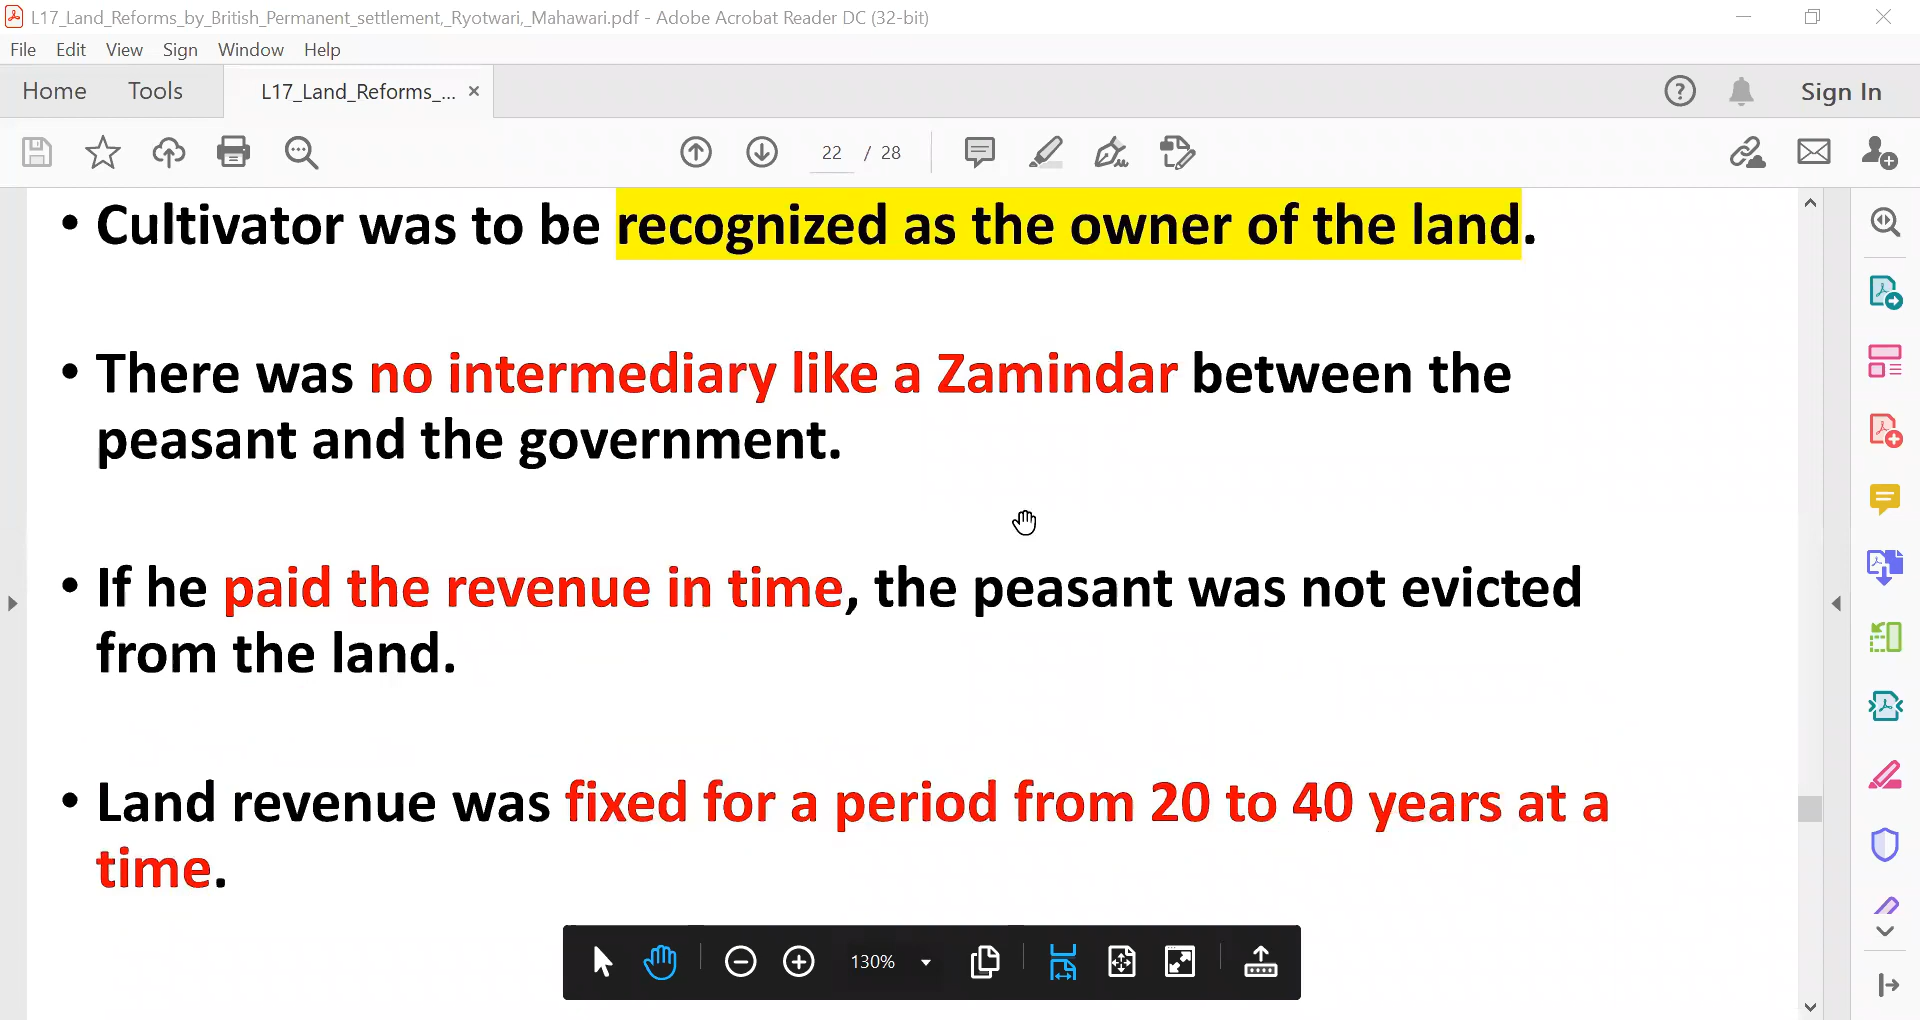 L17_Land_Reforms_by_British_Permanent_settlement,_Ryotwari,_Mahawari.pdf - Adobe Acrobat Reader DC (32-bit)
File Edit View Sign Window Help
Home Tools L17_Land_Reforms_... × Sign In
22 / 28
• Cultivator was to be recognized as the owner of the land.
• There was no intermediary like a Zamindar between the
peasant and the government.
• If he paid the revenue in time, the peasant was not evicted
from the land.
• Land revenue was fixed for a period from 20 to 40 years at a
time.
130%